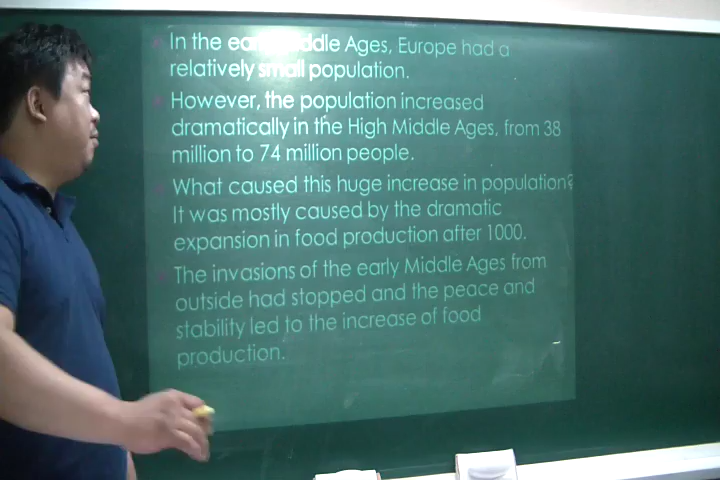 In the early Middle Ages, Europe had a
relatively small population.
However, the population increased
dramatically in the High Middle Ages, from 38
million to 74 million people.
What caused this huge increase in population?
It was mostly caused by the dramatic
expansion in food production after 1000.
The invasions of the early Middle Ages from
outside had stopped and the peace and
stability led to the increase of food
production.